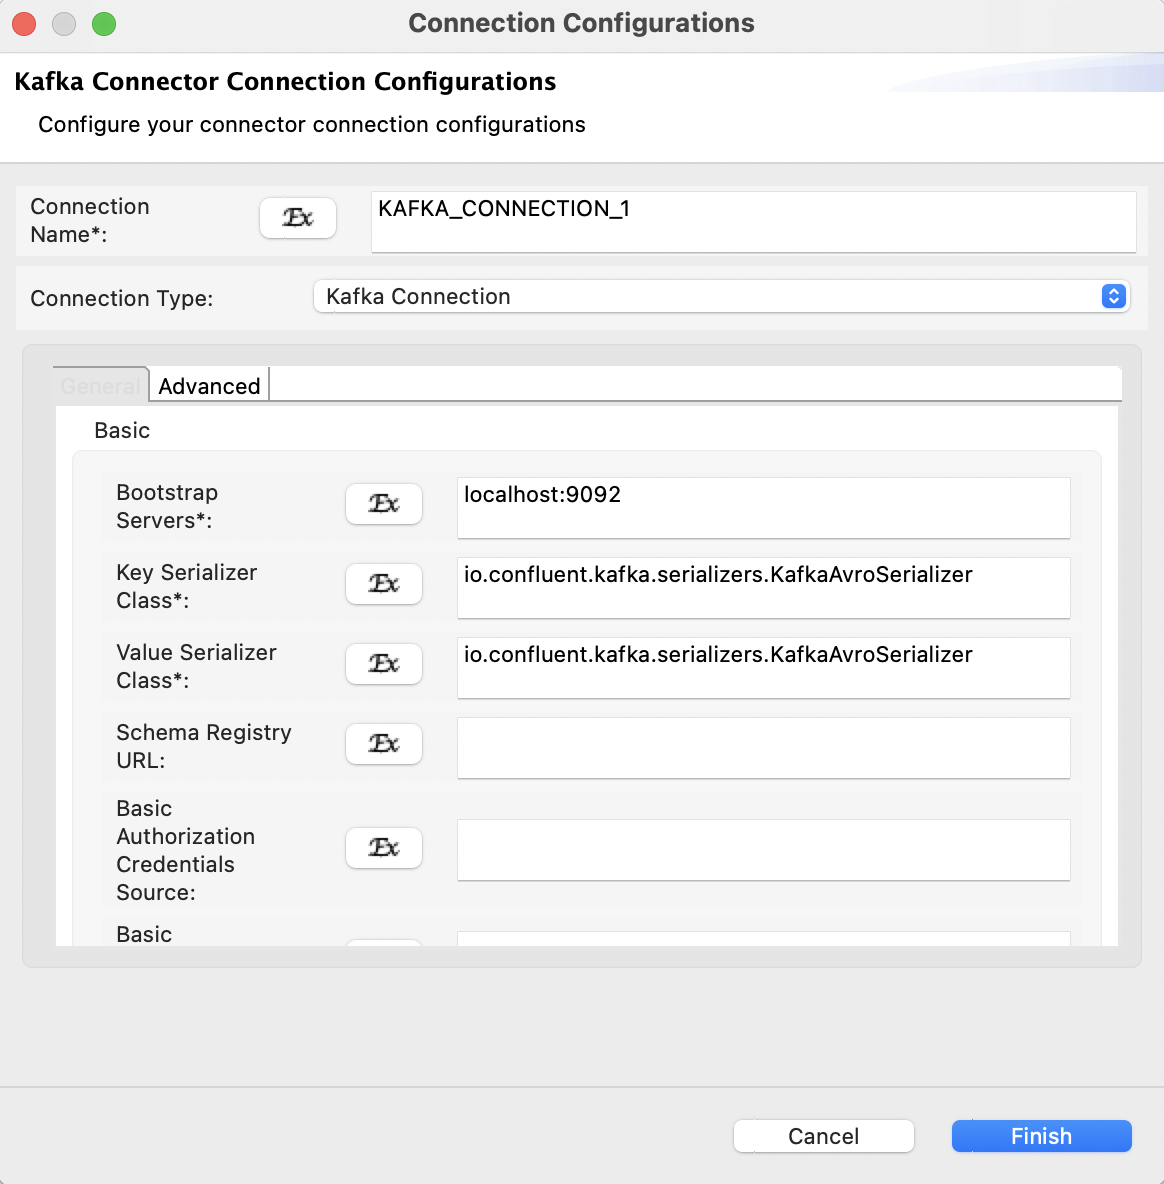 Connection Configurations
Kafka Connector Connection Configurations
Configure your connector connection configurations
Connection
Name*:
Ex
KAFKA_CONNECTION_1
Connection Type:
Kafka Connection
General
Advanced
Basic
Bootstrap
Servers*:
Ex
localhost:9092
Key Serializer
Class*:
Ex
io.confluent.kafka.serializers.KafkaAvroSerializer
Value Serializer
Class*:
Ex
io.confluent.kafka.serializers.KafkaAvroSerializer
Schema Registry
URL:
Ex
Basic
Authorization
Credentials
Source:
Ex
Basic
Cancel
Finish